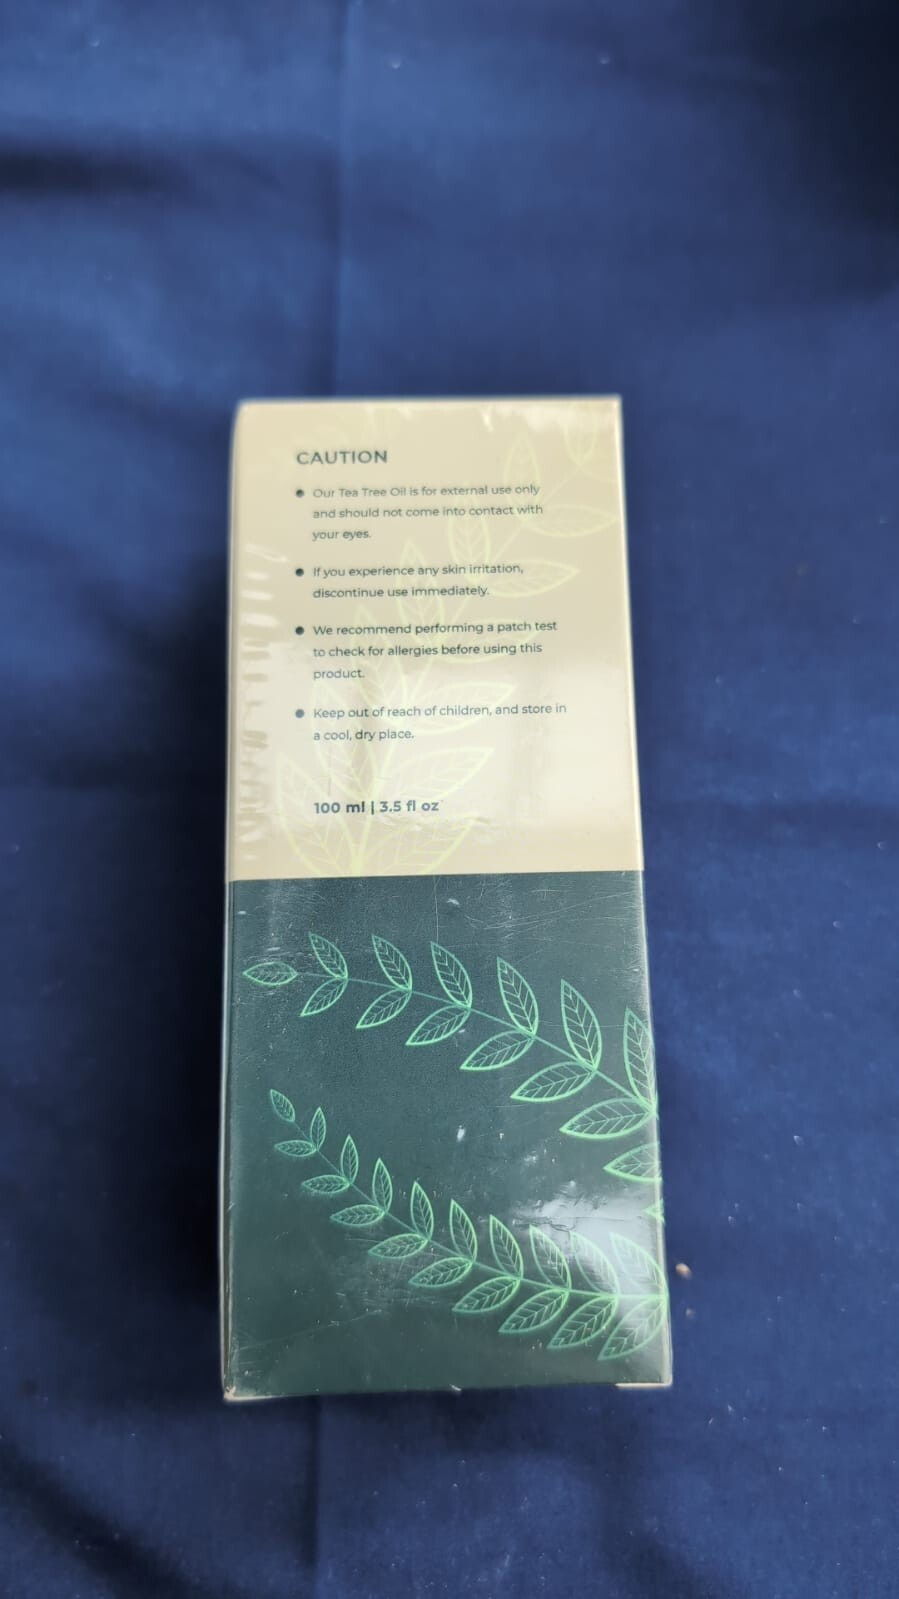 CAUTION
Our Tea Tree Oil is for external use only
and should not come into contact with
your eyes.
If you experience any skin irritation,
discontinue use immediately.
We recommend performing a patch test
to check for allergies before using this
product.
Keep out of reach of children, and store in
a cool, dry place.
100 ml | 3.5 fl oz